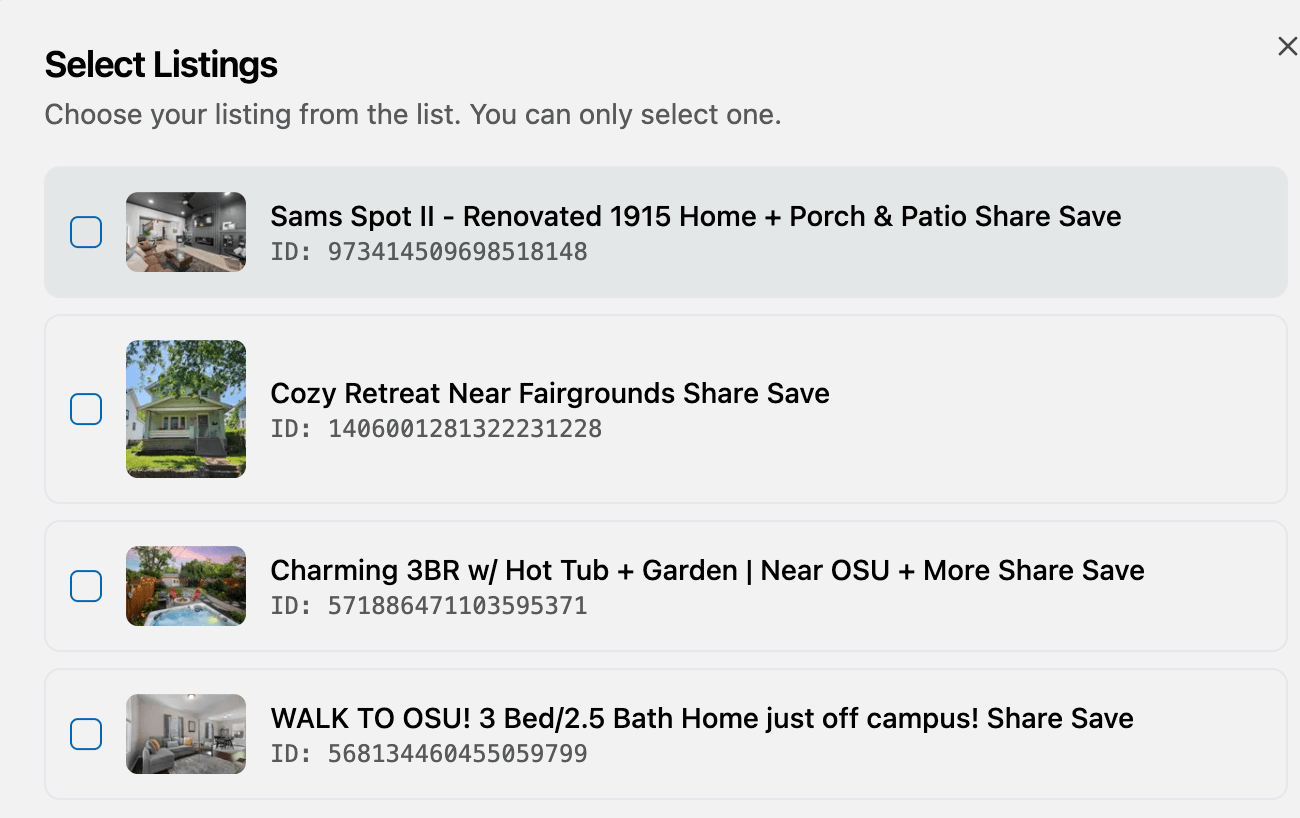 Select Listings
Choose your listing from the list. You can only select one.
Sams Spot II - Renovated 1915 Home + Porch & Patio Share Save
ID: 973414509698518148
Cozy Retreat Near Fairgrounds Share Save
ID: 1406001281322231228
Charming 3BR w/ Hot Tub + Garden | Near OSU + More Share Save
ID: 571886471103595371
WALK TO OSU! 3 Bed/2.5 Bath Home just off campus! Share Save
ID: 568134460455059799